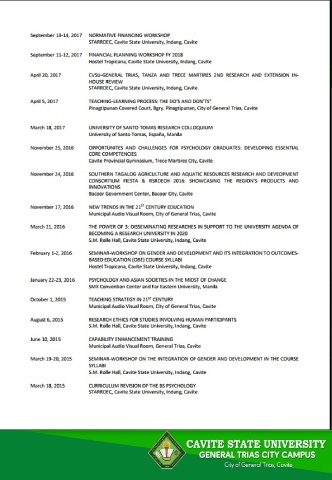 September 13-14, 2017 NORMATIVE FINANCING WORKSHOP
STARRDEC, Cavite State University, Indang, Cavite
September 11-12, 2017 FINANCIAL PLANNING WORKSHOP FY 2018
Hostel Tropicana, Cavite State University, Indang, Cavite
April 20, 2017 CVSU-GENERAL TRIAS, TANZA AND TRECE MARTIRES 2ND RESEARCH AND EXTENSION IN-
HOUSE REVIEW
STARRDEC, Cavite State University, Indang, Cavite
April 5, 2017 TEACHING-LEARNING PROCESS: THE DO'S AND DON'TS"
Pinagtipunan Covered Court, Bgry. Pinagtipunan, City of General Trias, Cavite
March 18, 2017 UNIVERSITY OF SANTO TOMAS RESEARCH COLLOQUIUM
University of Santo Tomas, España, Manila
November 25, 2016 OPPORTUNITES AND CHALLENGES FOR PSYCHOLOGY GRADUATES: DEVELOPING ESSENTIAL
CORE COMPETENCIES
Cavite Provincial Gymnasium, Trece Martires City, Cavite
November 24, 2016 SOUTHERN TAGALOG AGRICULTURE AND AQUATIC RESOURCES RESEARCH AND DEVELOPMENT
CONSORTIUM FIESTA & RSRDECH 2016: SHOWCASING THE REGION'S PRODUCTS AND
INNOVATIONS
Bacoor Government Center, Bacoor City, Cavite
November 17, 2016 NEW TRENDS IN THE 21ST CENTURY EDUCATION
Municipal Audio Visual Room, City of General Trias, Cavite
March 21, 2016 THE POWER OF 3: DISSEMINATING RESEARCHES IN SUPPORT TO THE UNIVERSITY AGENDA OF
BECOMING A RESEARCH UNIVERSITY IN 2020
S.M. Rolle Hall, Cavite State University, Indang, Cavite
February 1-2, 2016 SEMINAR-WORKSHOP ON GENDER AND DEVELOPMENT AND ITS INTEGRATION TO OUTCOMES-
BASED EDUCATION (OBE) COURSE SYLLABI
Hostel Tropicana, Cavite State University, Indang, Cavite
January 22-23, 2016 PSYCHOLOGY AND ASIAN SOCIETIES IN THE MIDST OF CHANGE
SMX Convention Center and Far Eastern University, Manila
October 1, 2015 TEACHING STRATEGY IN 21ST CENTURY
Municipal Audio Visual Room, City of General Trias, Cavite
August 6, 2015 RESEARCH ETHICS FOR STUDIES INVOLVING HUMAN PARTICIPANTS
S.M. Rolle Hall, Cavite State University, Indang, Cavite
June 10, 2015 CAPABILITY ENHANCEMENT TRAINING
Municipal Audio Visual Room, General Trias, Cavite
March 19-20, 2015 SEMINAR-WORKSHOP ON THE INTEGRATION OF GENDER AND DEVELOPMENT IN THE COURSE
SYLLABI
S.M. Rolle Hall, Cavite State University, Indang, Cavite
March 18, 2015 CURRICULUM REVISION OF THE BS PSYCHOLOGY
STARRDEC, Cavite State University, Indang, Cavite
CAVITE STATE UNIVERSITY
GENERAL TRIAS CITY CAMPUS
City of General Trias, Cavite